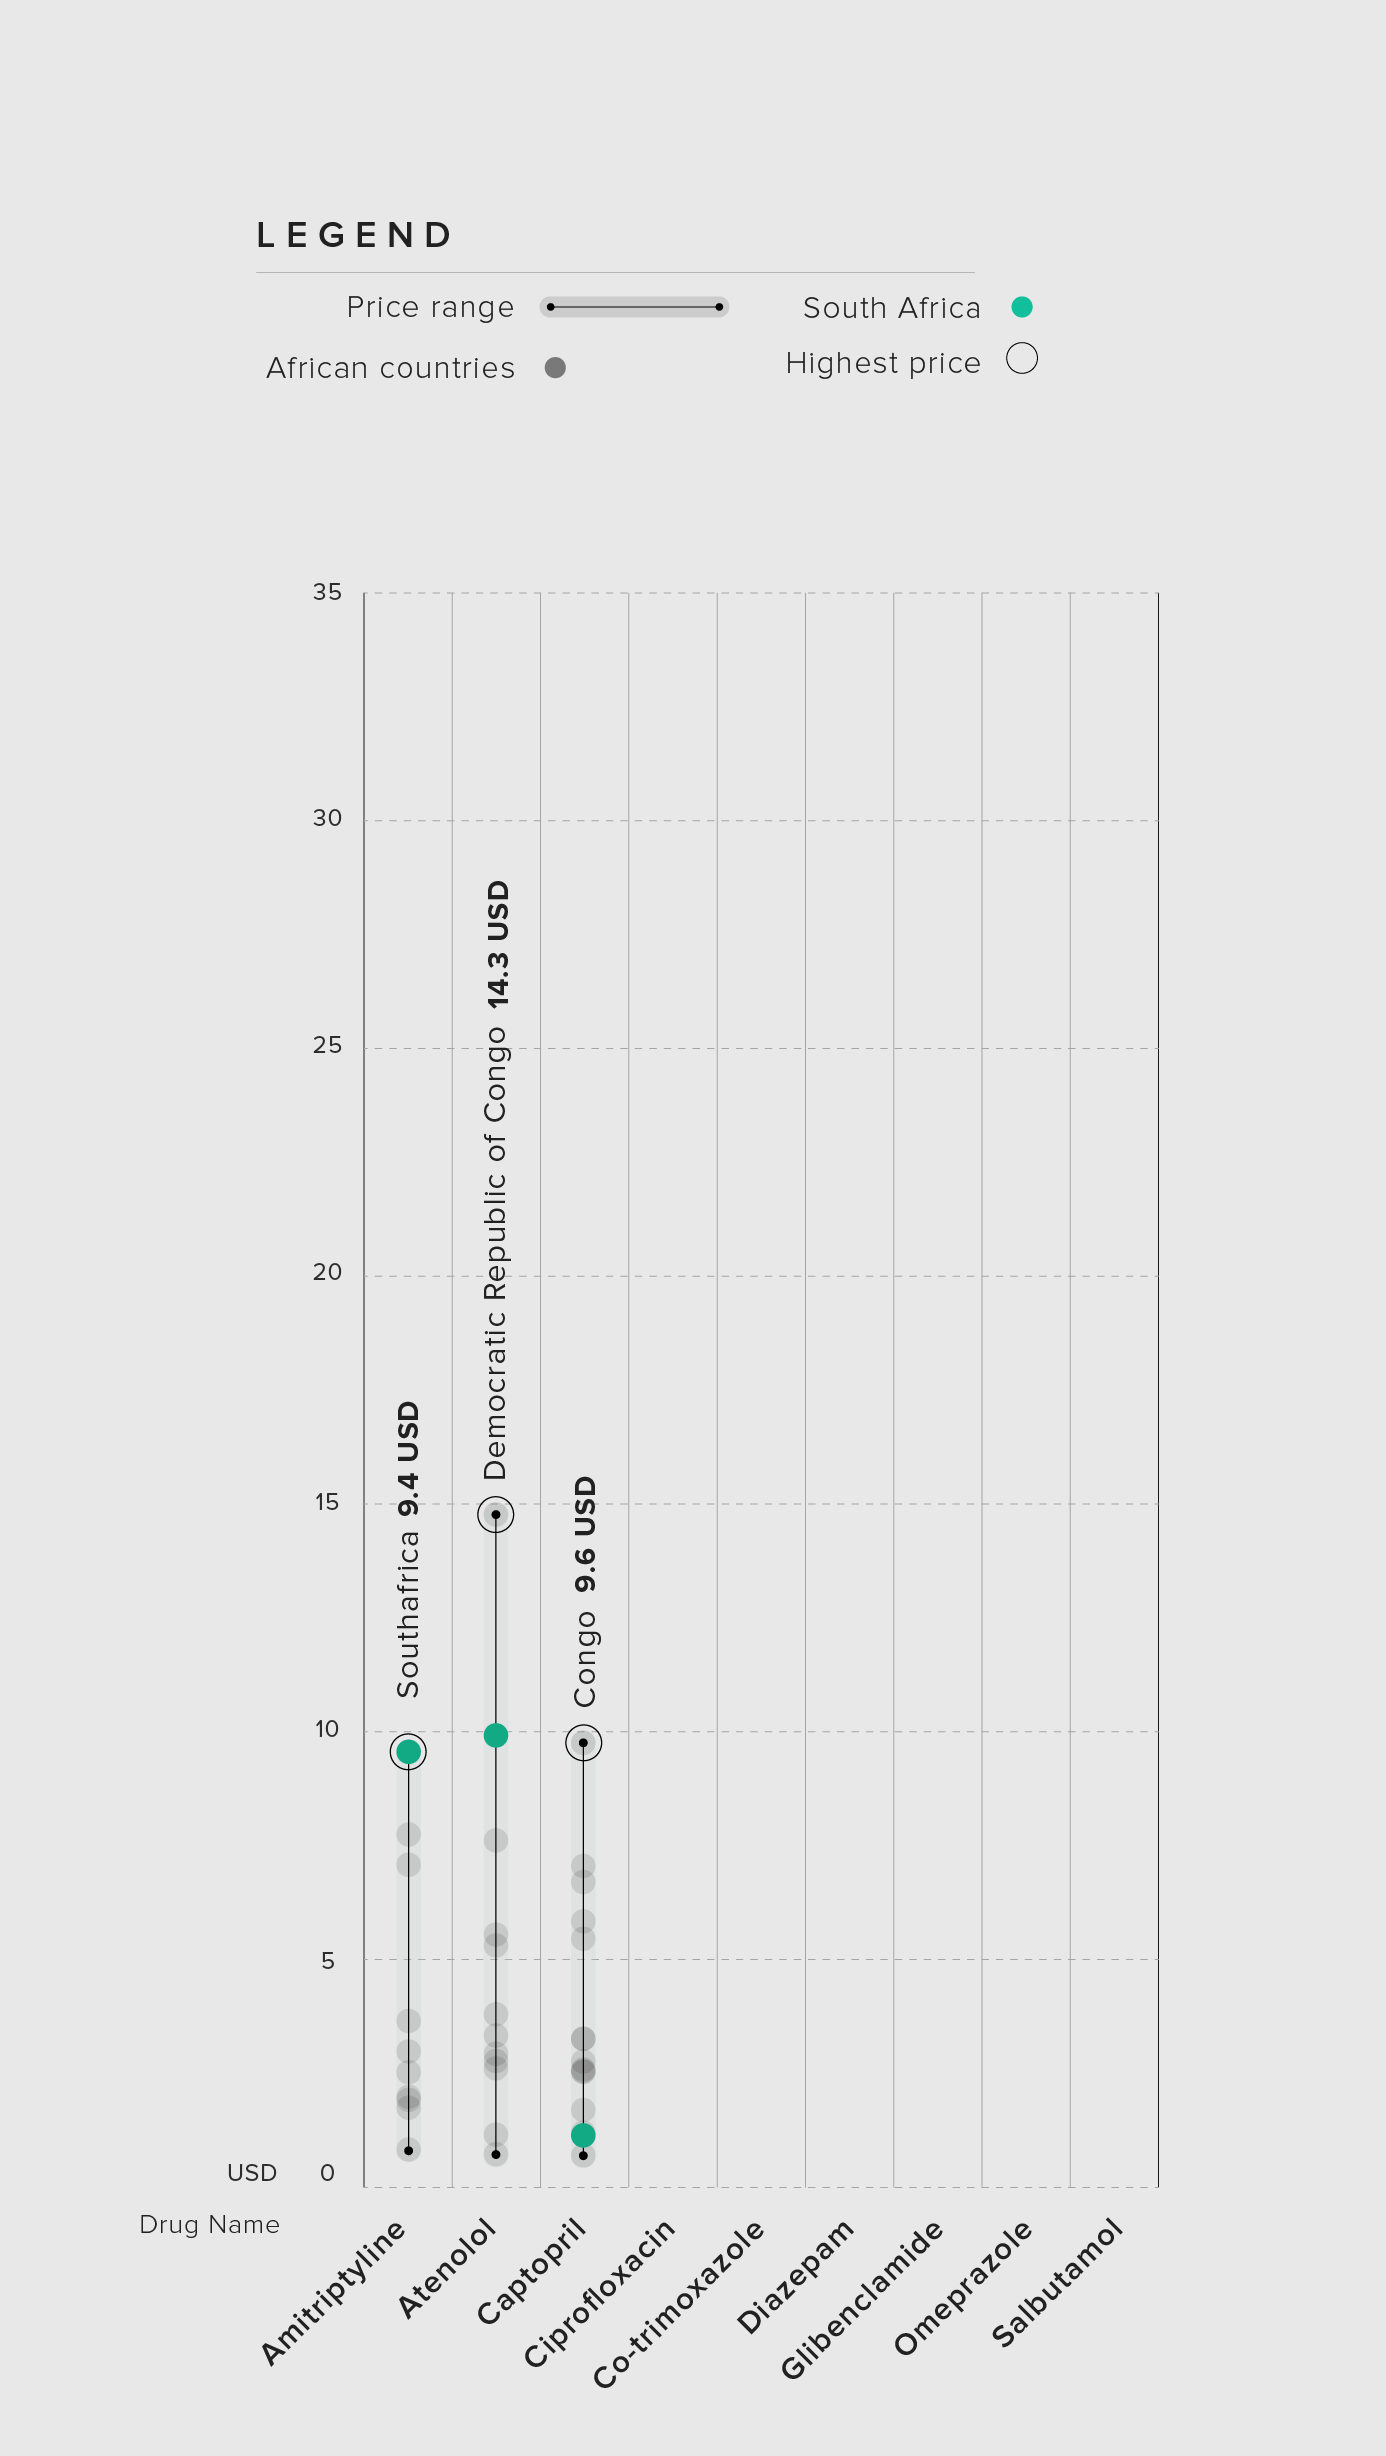 LEGEND
Price range
South Africa
African countries
Highest price
35
30
25
20
15
10
5
USD 0
Southafrica 9.4 USD
Democratic Republic of Congo 14.3 USD
Congo 9.6 USD
Drug Name
Amitriptyline
Atenolol
Captopril
Ciprofloxacin
Co-trimoxazole
Diazepam
Glibenclamide
Omeprazole
Salbutamol